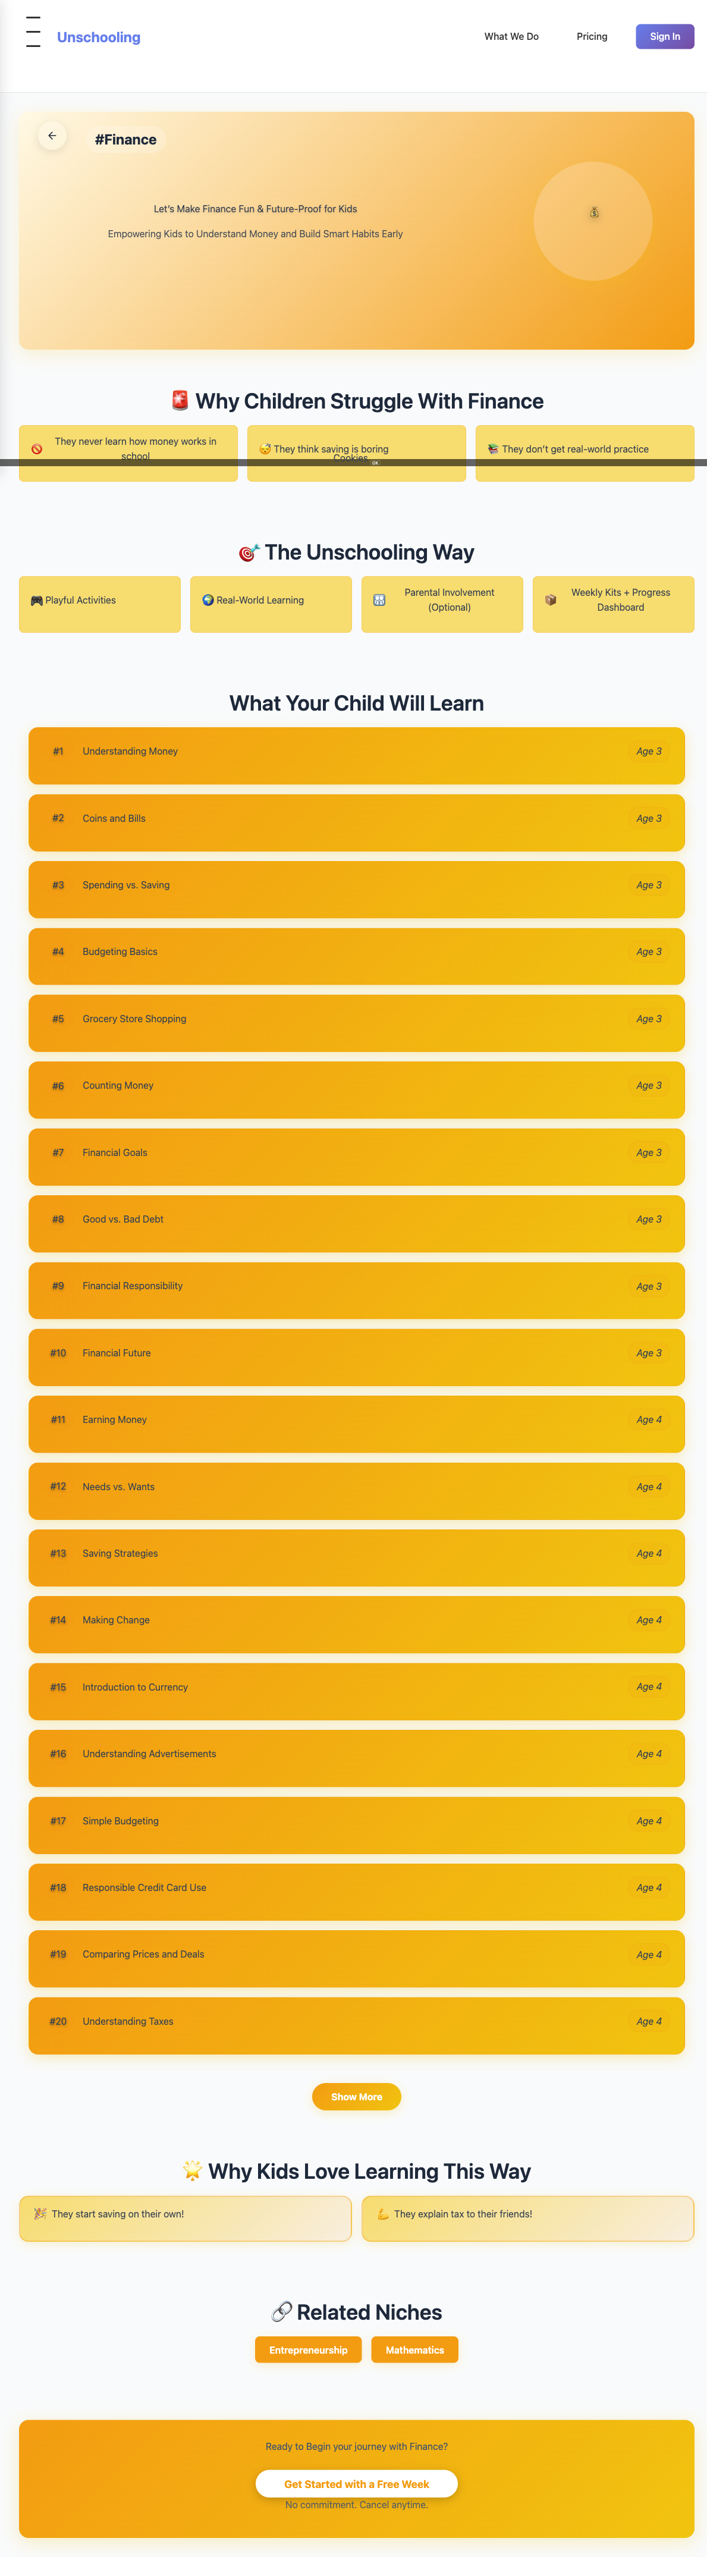 Unschooling
What We Do
Pricing
Sign In
#Finance
Let's Make Finance Fun & Future-Proof for Kids
Empowering Kids to Understand Money and Build Smart Habits Early
Why Children Struggle With Finance
They never learn how money works in
school
They think saving is boring
They don't get real-world practice
Cookies
OK
The Unschooling Way
Playful Activities
Real-World Learning
Parental Involvement
(Optional)
Weekly Kits + Progress
Dashboard
What Your Child Will Learn
#1 Understanding Money Age 3
#2 Coins and Bills Age 3
#3 Spending vs. Saving Age 3
#4 Budgeting Basics Age 3
#5 Grocery Store Shopping Age 3
#6 Counting Money Age 3
#7 Financial Goals Age 3
#8 Good vs. Bad Debt Age 3
#9 Financial Responsibility Age 3
#10 Financial Future Age 3
#11 Earning Money Age 4
#12 Needs vs. Wants Age 4
#13 Saving Strategies Age 4
#14 Making Change Age 4
#15 Introduction to Currency Age 4
#16 Understanding Advertisements Age 4
#17 Simple Budgeting Age 4
#18 Responsible Credit Card Use Age 4
#19 Comparing Prices and Deals Age 4
#20 Understanding Taxes Age 4
Show More
Why Kids Love Learning This Way
They start saving on their own!
They explain tax to their friends!
Related Niches
Entrepreneurship
Mathematics
Ready to Begin your journey with Finance?
Get Started with a Free Week
No commitment. Cancel anytime.